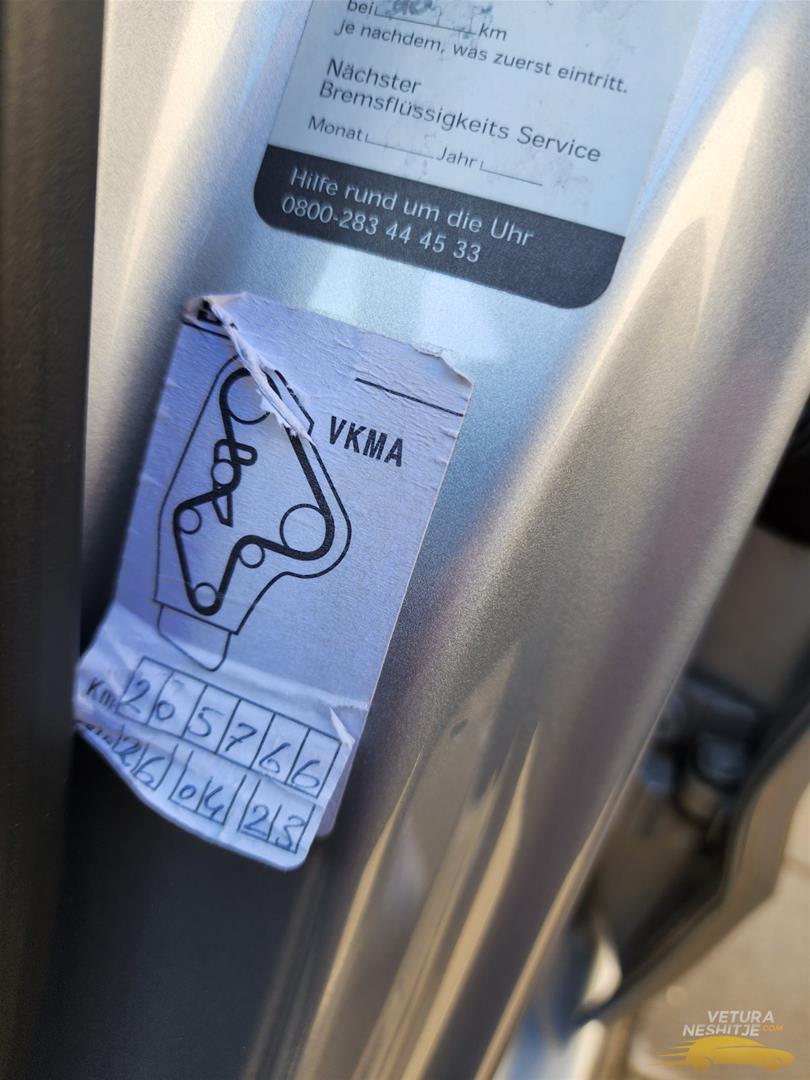 bei km
je nachdem, was zuerst eintritt.
Nächster
Bremsflüssigkeits Service
Monat Jahr
Hilfe rund um die Uhr
0800-283 44 45 33
VKMA
Km 205766
26 04 23
VETURA
NESHITJE.COM